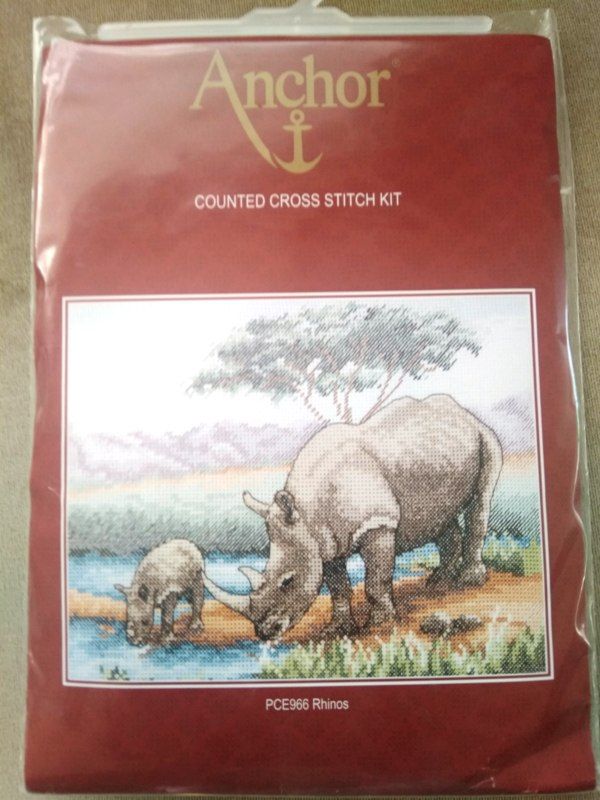 Anchor®
COUNTED CROSS STITCH KIT
PCE966 Rhinos